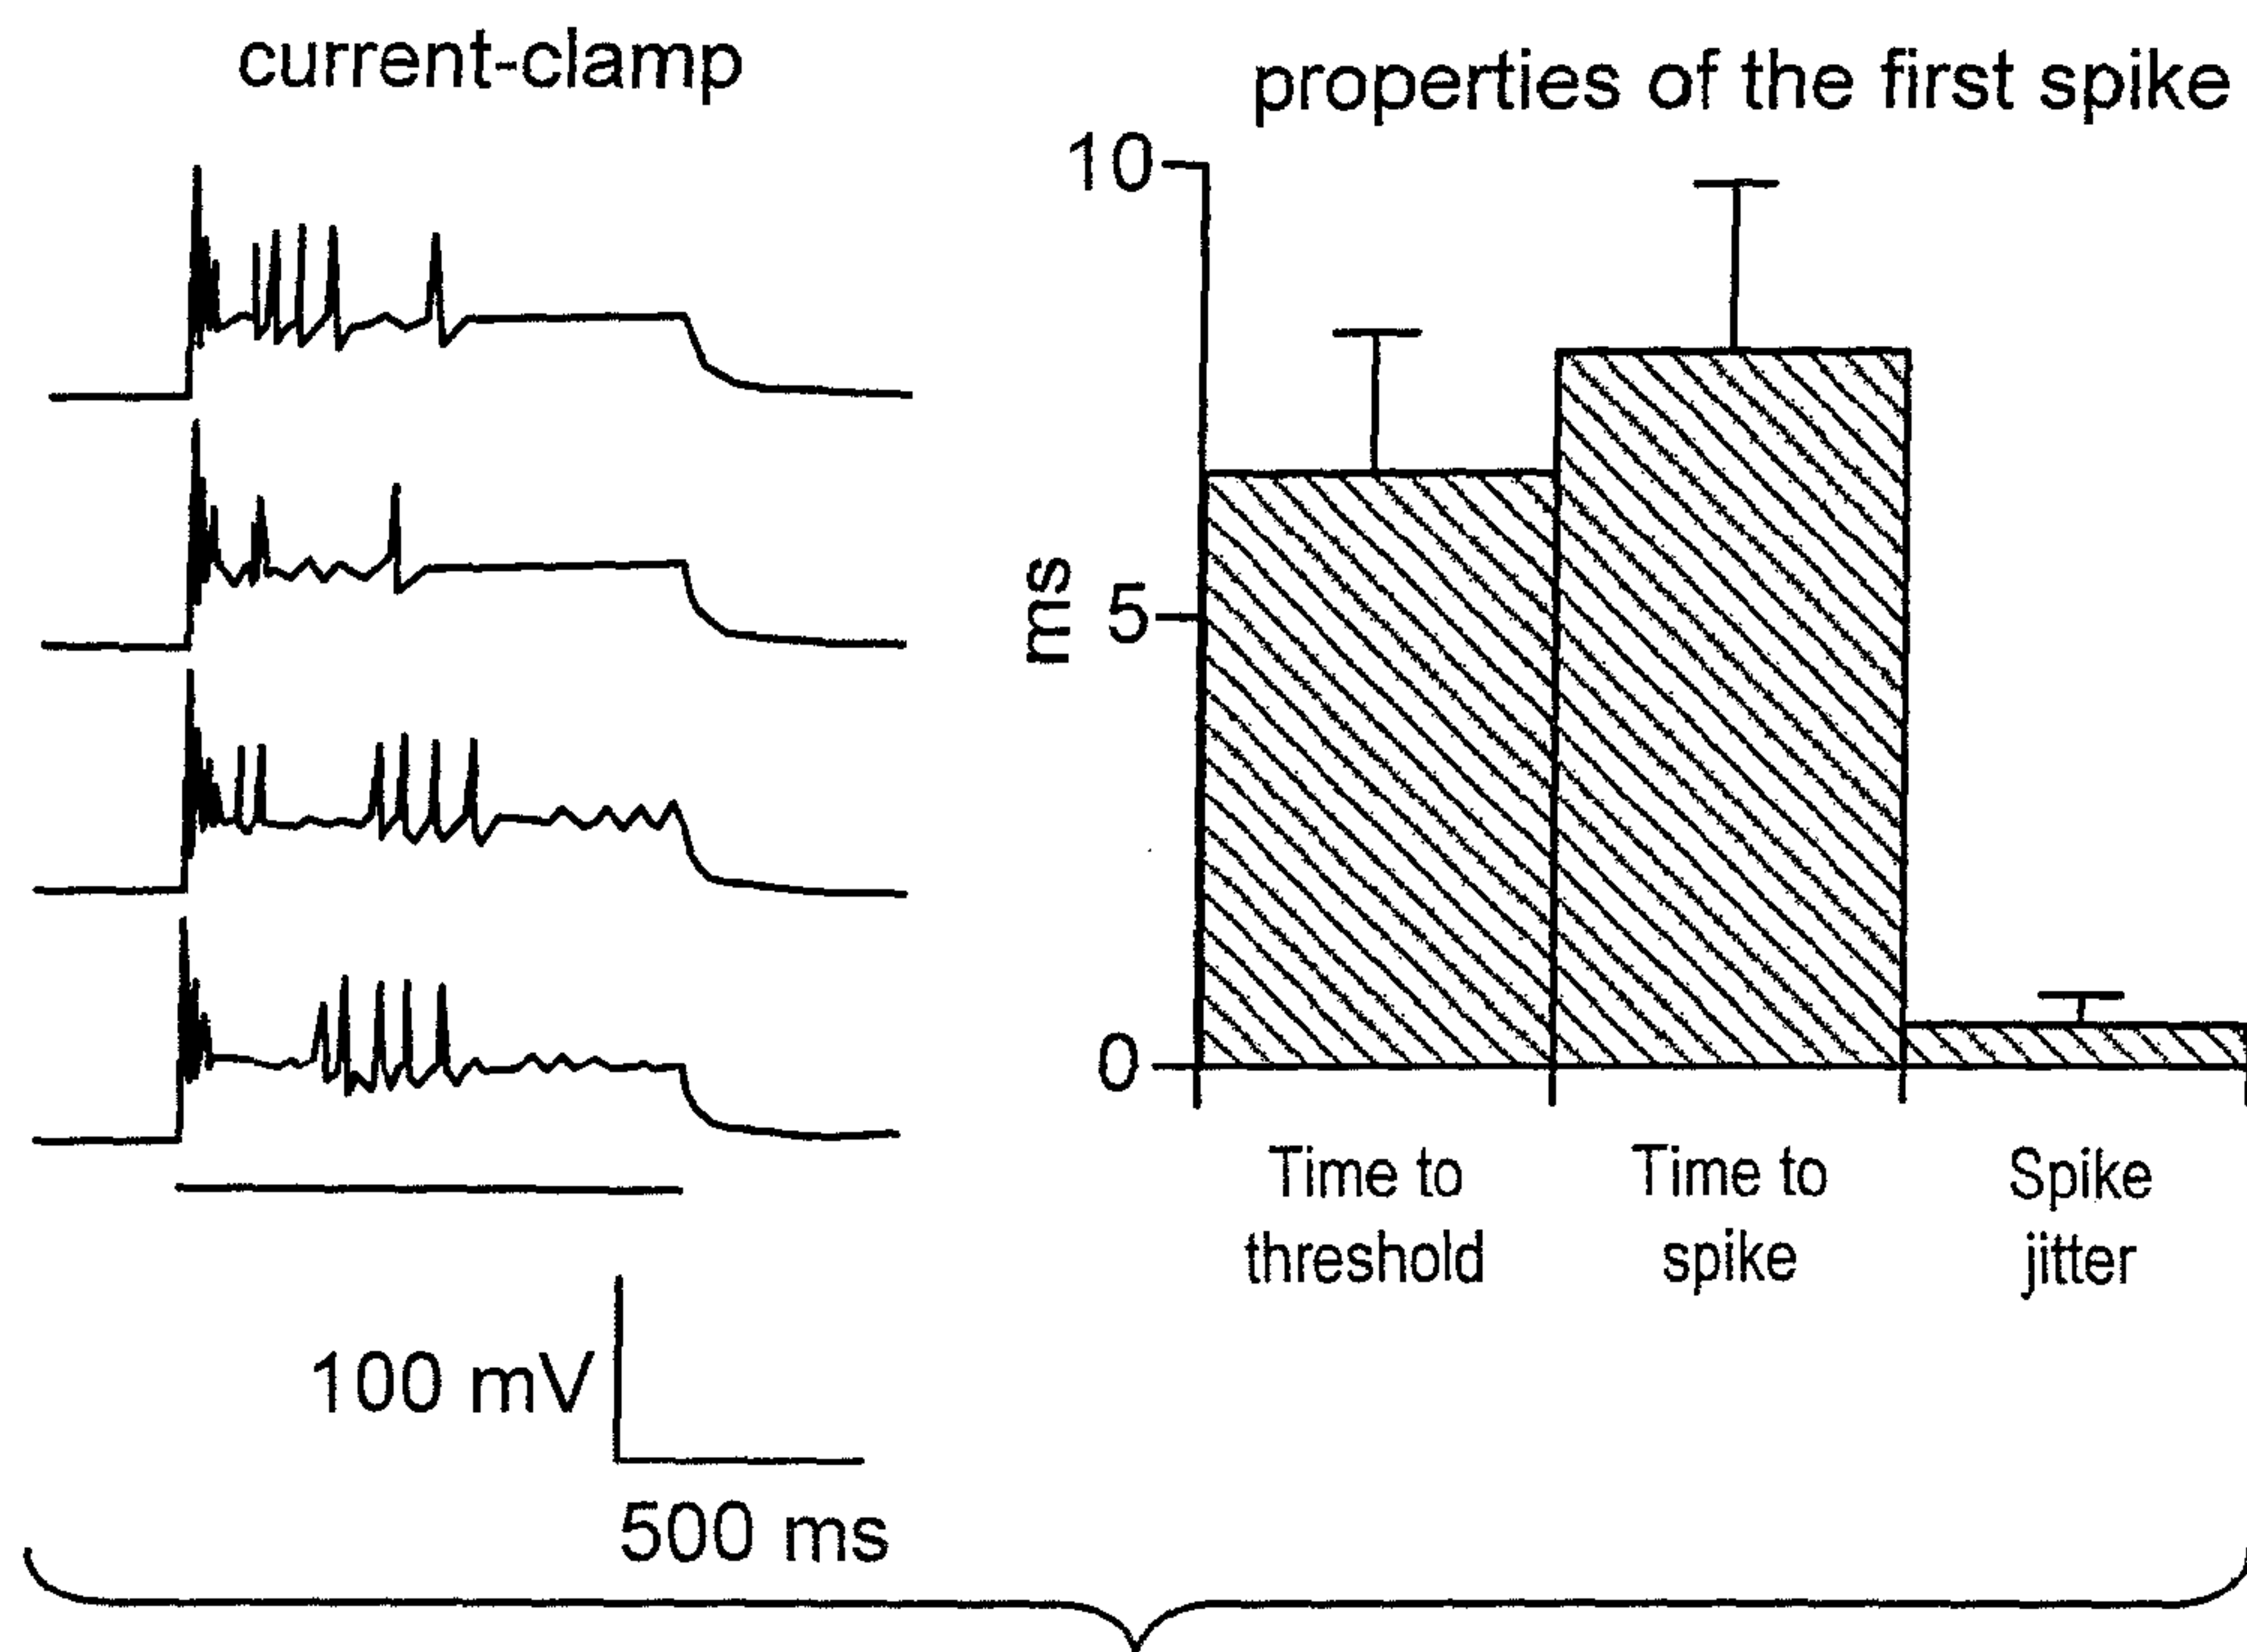 current-clamp
100 mV
500 ms
properties of the first spike
10
ms
5
0
Time to
threshold
Time to
spike
Spike
jitter